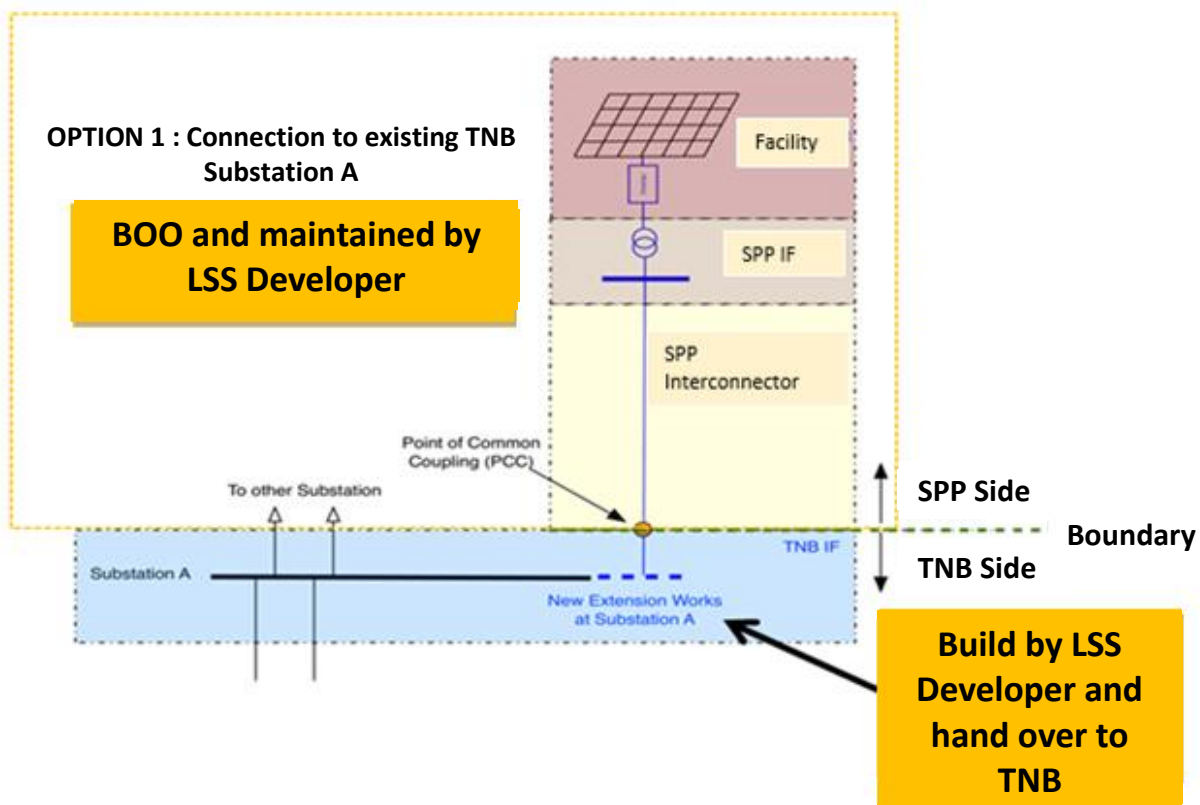 OPTION 1 : Connection to existing TNB
Substation A
BOO and maintained by
LSS Developer
Facility
SPP IF
SPP
Interconnector
Point of Common
Coupling (PCC)
To other Substation
SPP Side
Boundary
TNB IF
TNB Side
Substation A
New Extension Works
at Substation A
Build by LSS
Developer and
hand over to
TNB